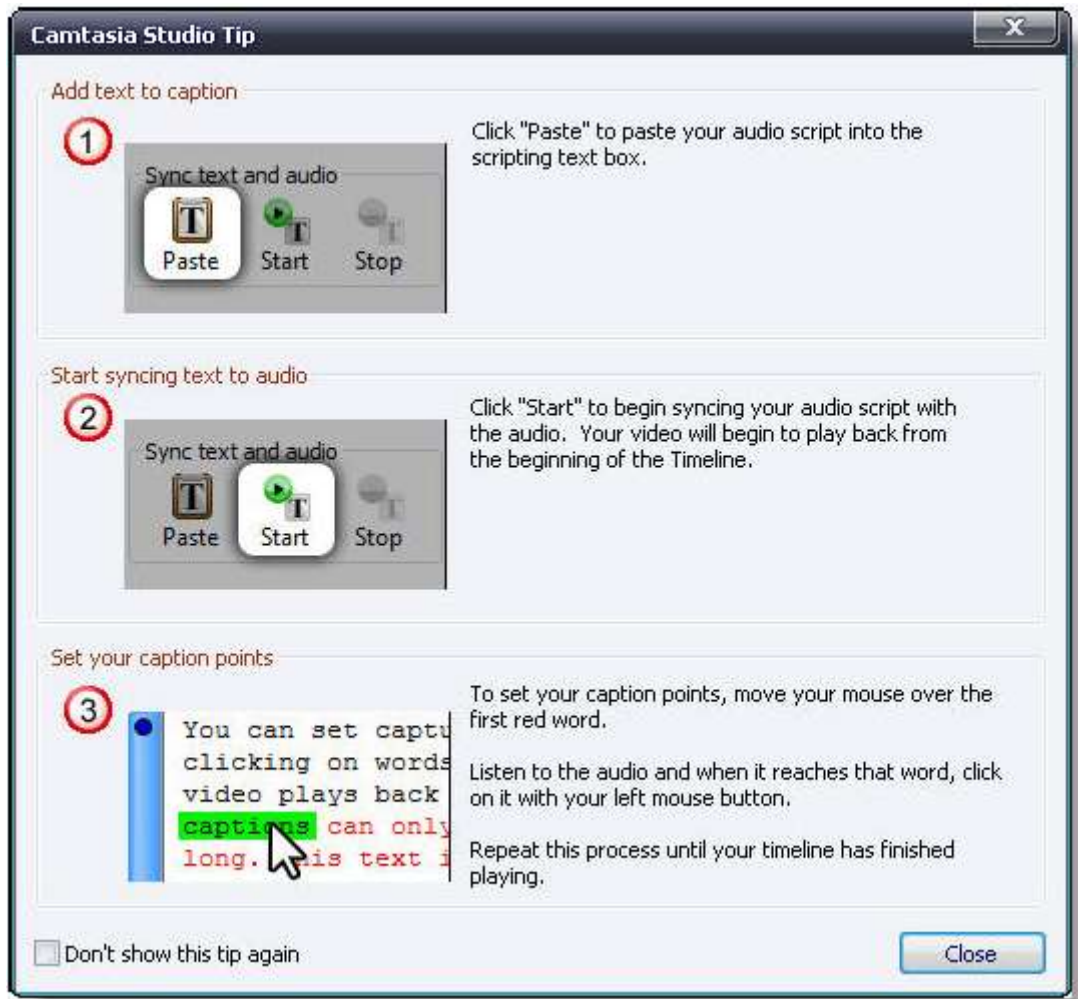 Camtasia Studio Tip
X
Add text to caption
1
Sync text and audio
T
T
T
Paste
Start
Stop
Click "Paste" to paste your audio script into the
scripting text box.
Start syncing text to audio
2
Sync text and audio
T
T
T
Paste
Start
Stop
Click "Start" to begin syncing your audio script with
the audio.  Your video will begin to play back from
the beginning of the Timeline.
Set your caption points
3
You can set captu
clicking on words
video plays back
captions can only
long. his text i
To set your caption points, move your mouse over the
first red word.
Listen to the audio and when it reaches that word, click
on it with your left mouse button.
Repeat this process until your timeline has finished
playing.
Don't show this tip again
Close